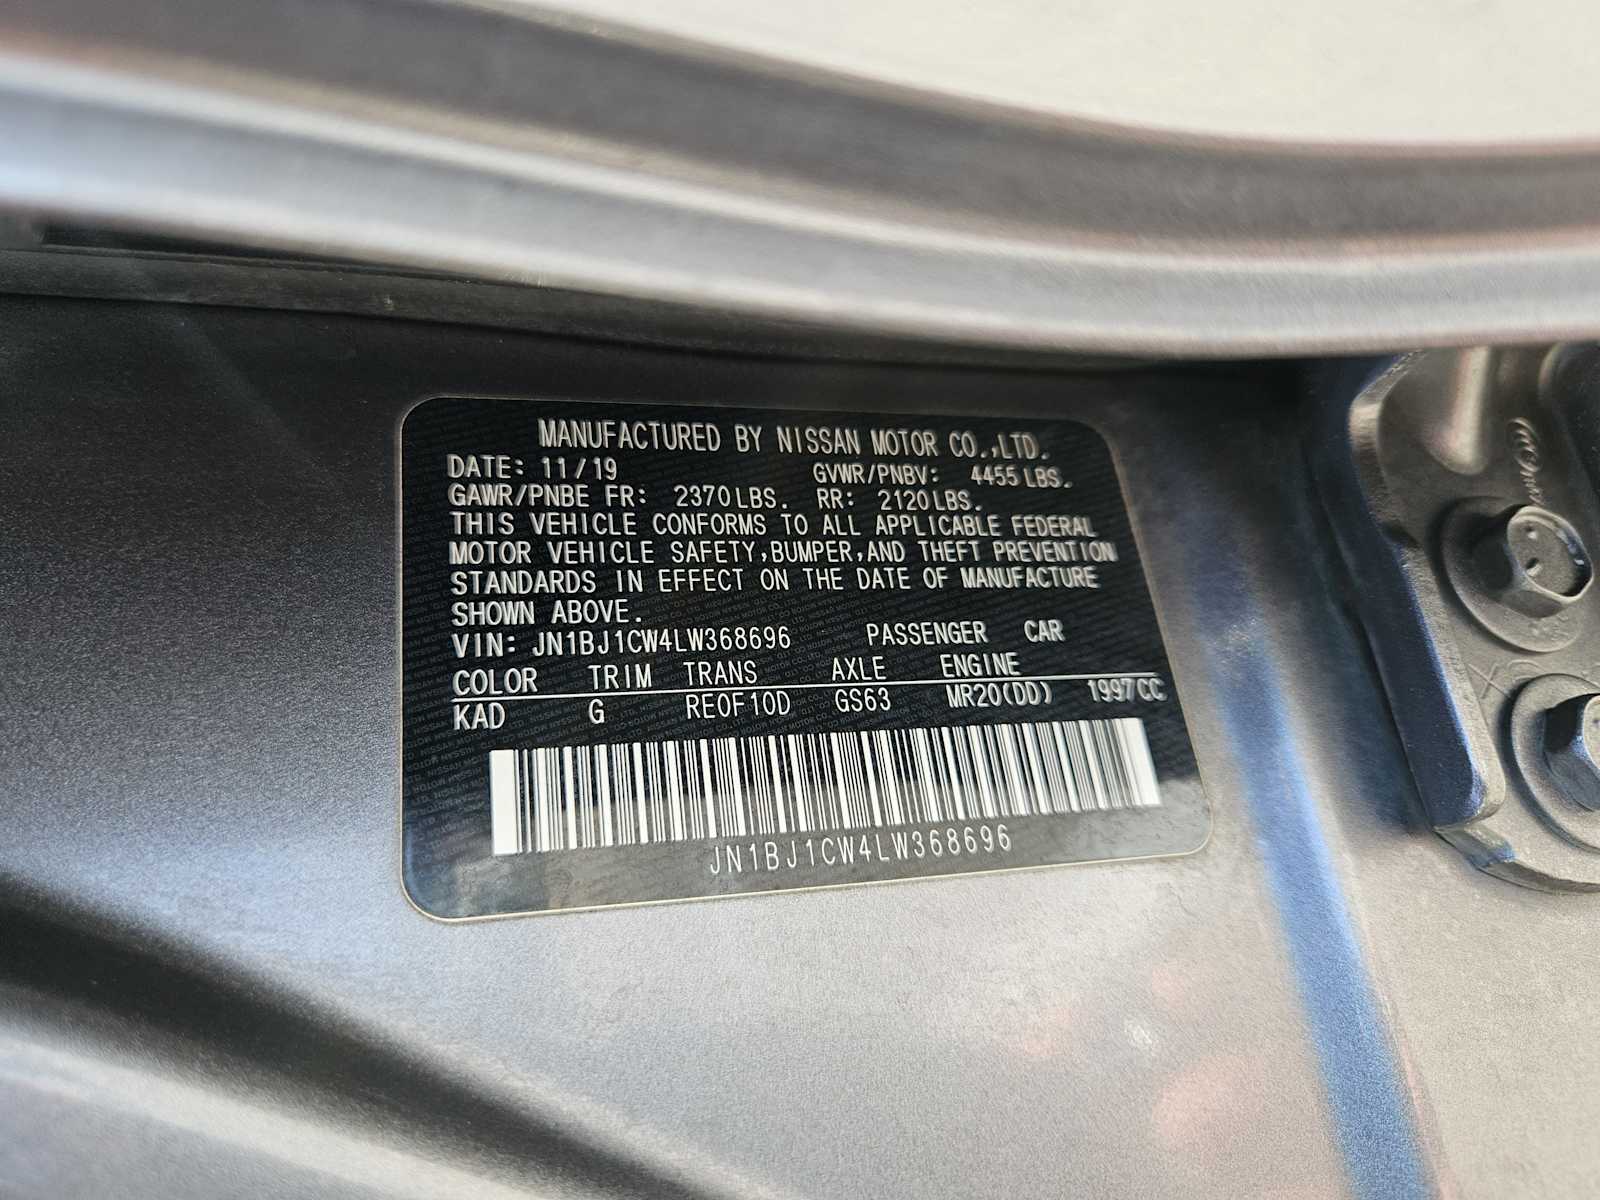 MANUFACTURED BY NISSAN MOTOR CO.,LTD.
DATE: 11/19 GVWR/PNBV: 4455 LBS.
GAWR/PNBE FR: 2370LBS. RR: 2120LBS.
THIS VEHICLE CONFORMS TO ALL APPLICABLE FEDERAL
MOTOR VEHICLE SAFETY,BUMPER,AND THEFT PREVENTION
STANDARDS IN EFFECT ON THE DATE OF MANUFACTURE
SHOWN ABOVE.
VIN: JN1BJ1CW4LW368696 PASSENGER CAR
COLOR TRIM TRANS AXLE ENGINE
KAD G RE0F10D GS63 MR20(DD) 1997CC
JN1BJ1CW4LW368696